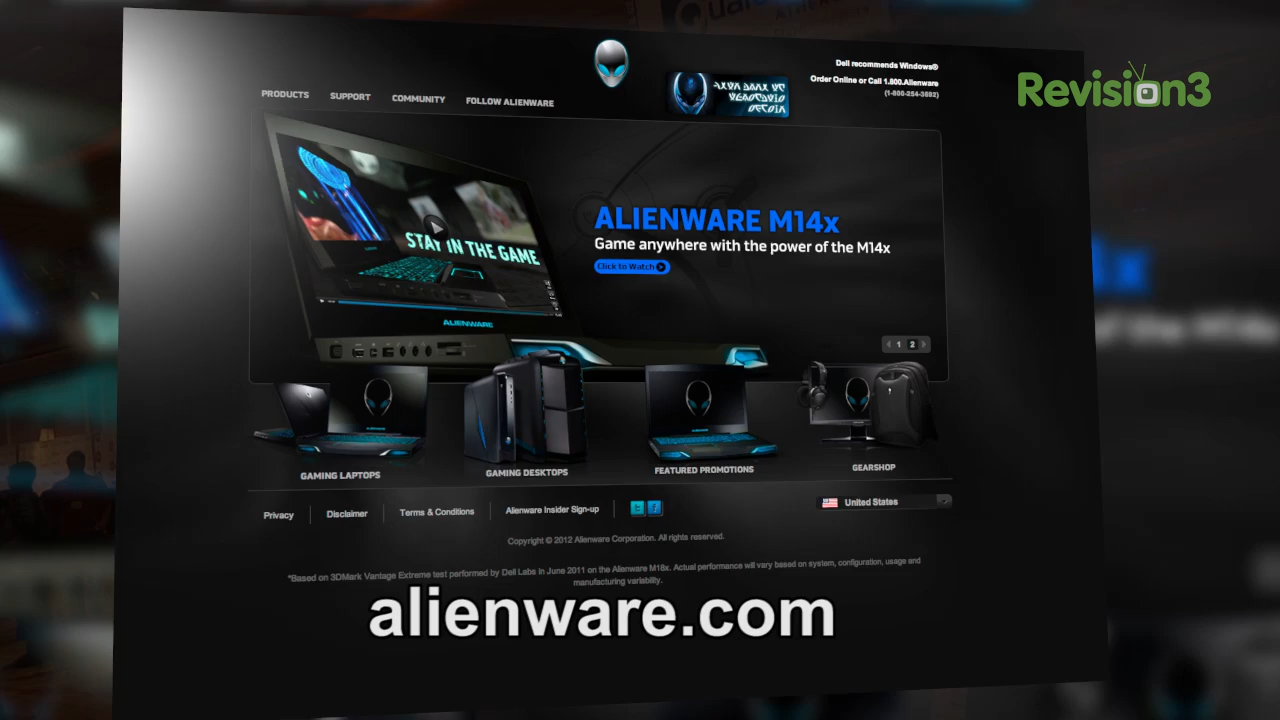 Dell recommends Windows®
Order Online or Call 1.800.Alienware
(1-800-254-3692)
Revision3
PRODUCTS SUPPORT COMMUNITY FOLLOW ALIENWARE
STAY IN THE GAME
ALIENWARE
ALIENWARE M14x
Game anywhere with the power of the M14x
Click to Watch
1 2
GAMING LAPTOPS GAMING DESKTOPS FEATURED PROMOTIONS GEARSHOP
Privacy Disclaimer Terms & Conditions Alienware Insider Sign-up United States
Copyright © 2012 Alienware Corporation. All rights reserved.
*Based on 3DMark Vantage Extreme test performed by Dell Labs in June 2011 on the Alienware M18x. Actual performance will vary based on system, configuration, usage and
manufacturing variability.
alienware.com